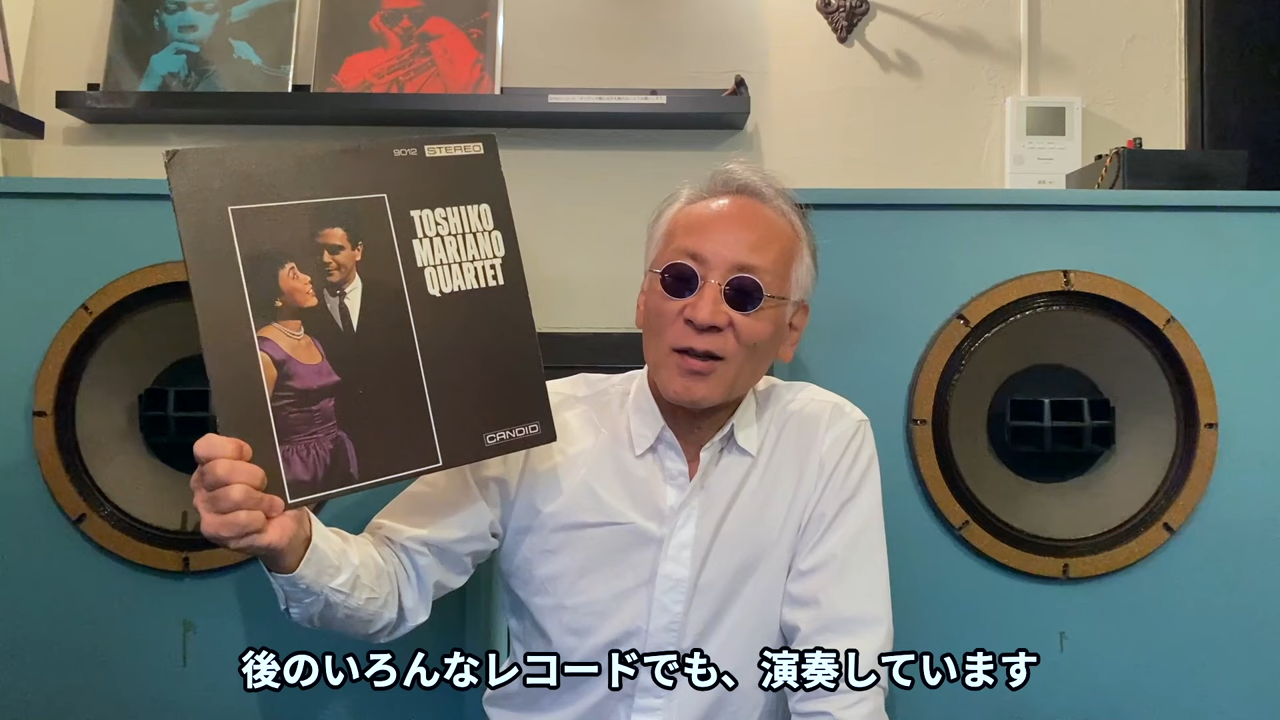 9012 STEREO
TOSHIKO
MARIANO
QUARTET
CANDID
後のいろんなレコードでも、演奏しています